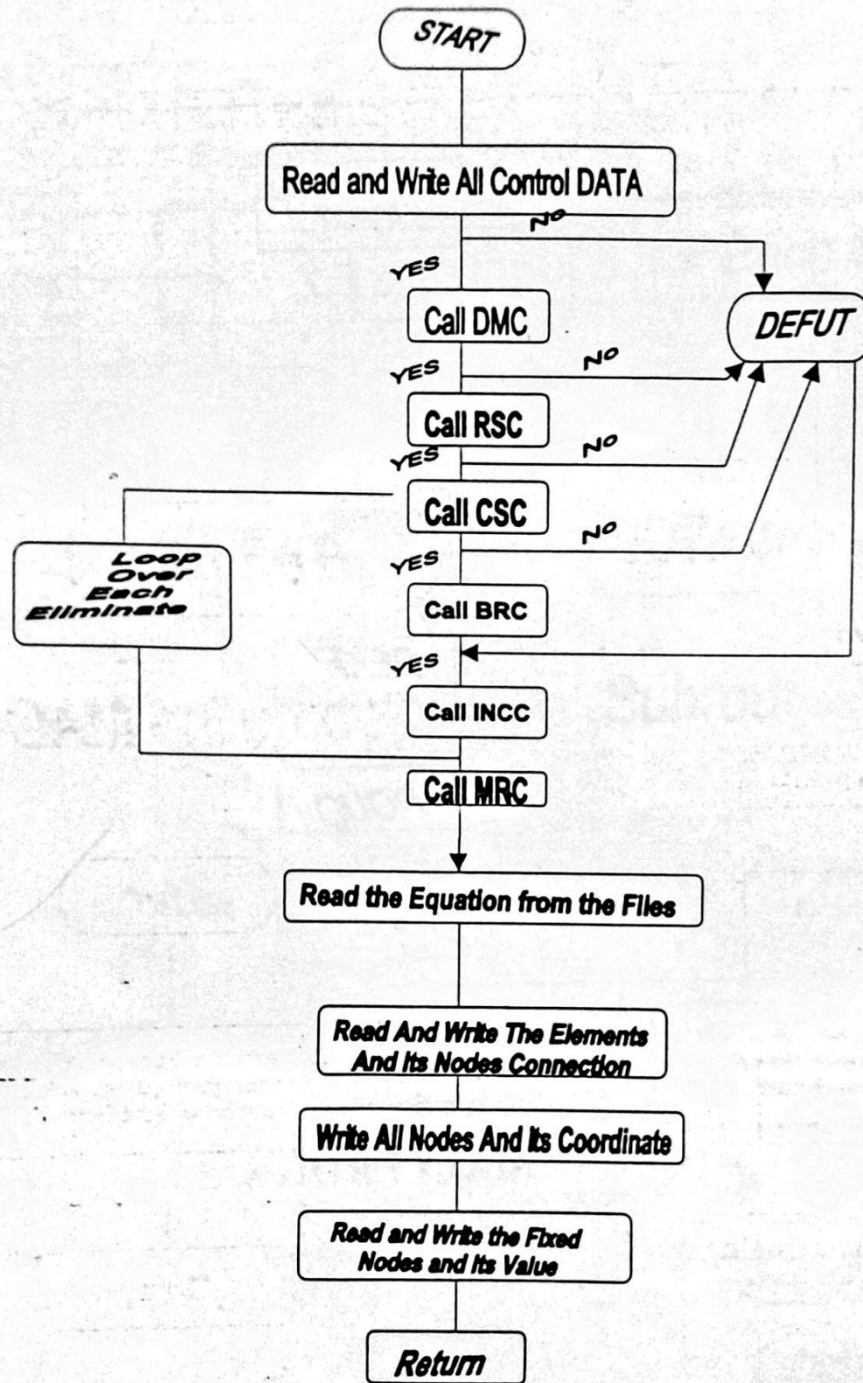 START
Read and Write All Control DATA
No
YES
Call DMC
DEFUT
YES
No
Call RSC
YES
No
Call CSC
Loop
Over
Each
Eliminate
YES
No
Call BRC
YES
Call INCC
Call MRC
Read the Equation from the Files
Read And Write The Elements
And Its Nodes Connection
Write All Nodes And Its Coordinate
Read and Write the Fixed
Nodes and Its Value
Return